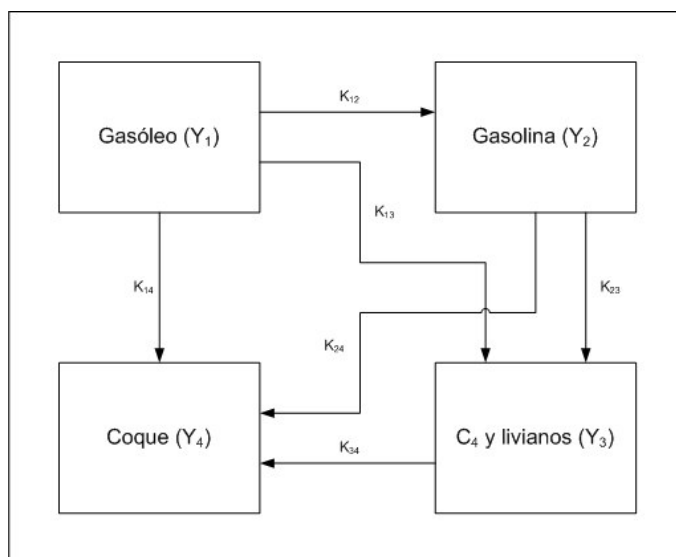 K₁₂
Gasóleo (Y₁)
Gasolina (Y₂)
K₁₃
K₁₄
K₂₃
K₂₄
Coque (Y₄)
C₄ y livianos (Y₃)
K₃₄